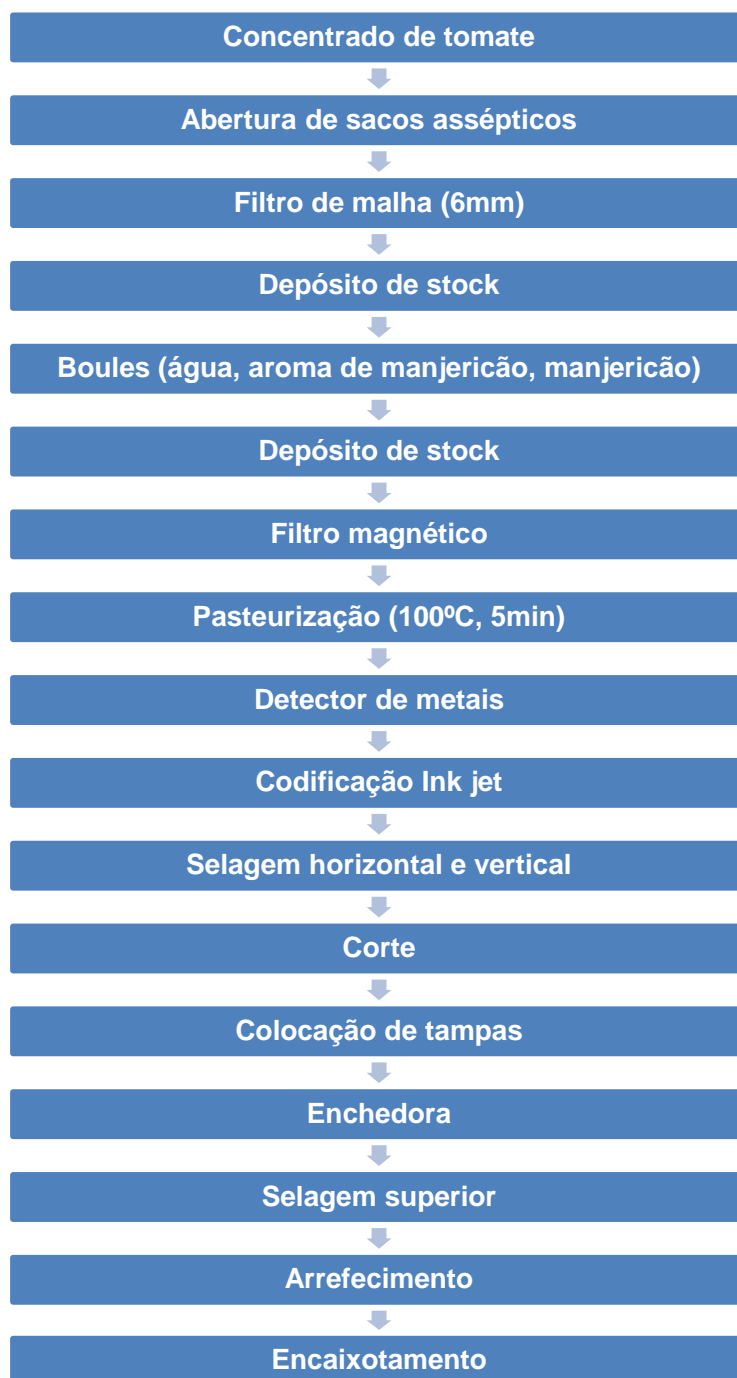 Concentrado de tomate
Abertura de sacos assépticos
Filtro de malha (6mm)
Depósito de stock
Boules (água, aroma de manjericão, manjericão)
Depósito de stock
Filtro magnético
Pasteurização (100ºC, 5min)
Detector de metais
Codificação Ink jet
Selagem horizontal e vertical
Corte
Colocação de tampas
Enchedora
Selagem superior
Arrefecimento
Encaixotamento